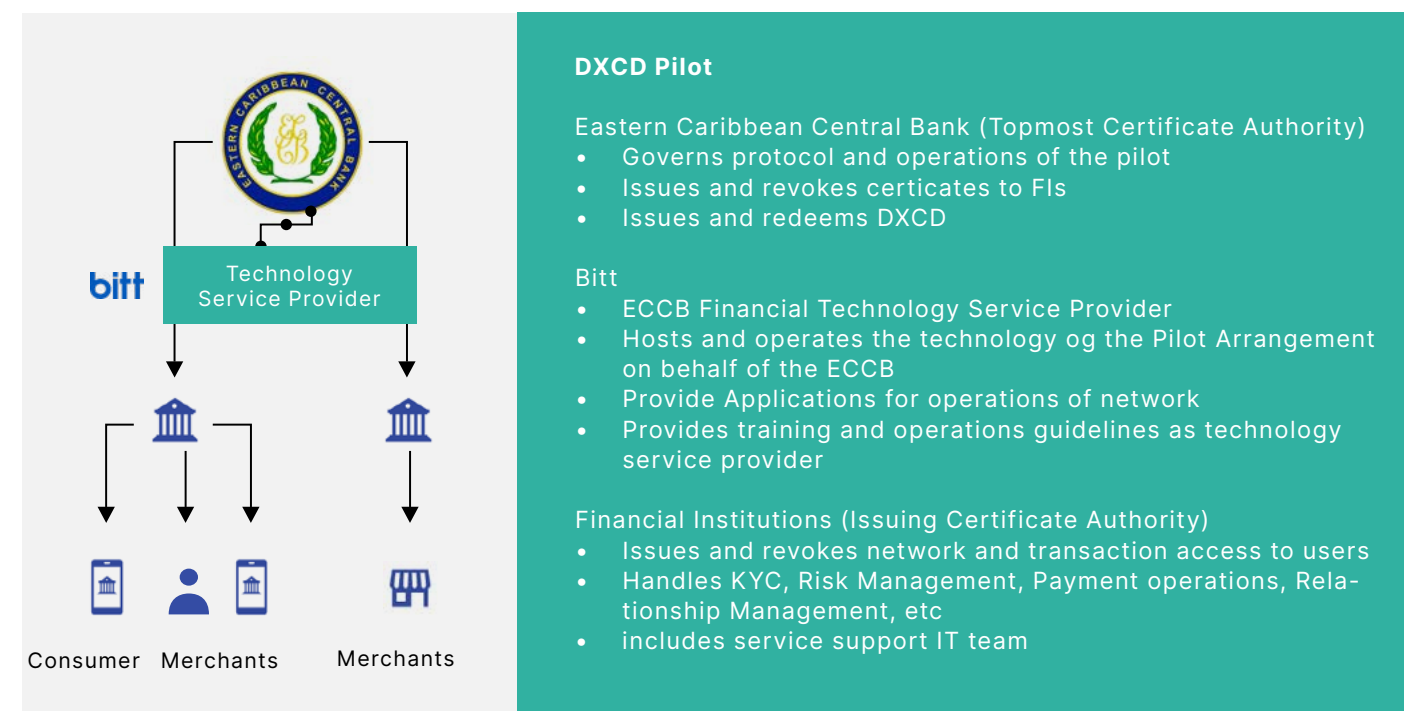 EASTERN CARIBBEAN CENTRAL BANK
bitt
Technology
Service Provider
Consumer
Merchants
Merchants
DXCD Pilot
Eastern Caribbean Central Bank (Topmost Certificate Authority)
• Governs protocol and operations of the pilot
• Issues and revokes certicates to FIs
• Issues and redeems DXCD
Bitt
• ECCB Financial Technology Service Provider
• Hosts and operates the technology og the Pilot Arrangement
on behalf of the ECCB
• Provide Applications for operations of network
• Provides training and operations guidelines as technology
service provider
Financial Institutions (Issuing Certificate Authority)
• Issues and revokes network and transaction access to users
• Handles KYC, Risk Management, Payment operations, Rela-
tionship Management, etc
• includes service support IT team